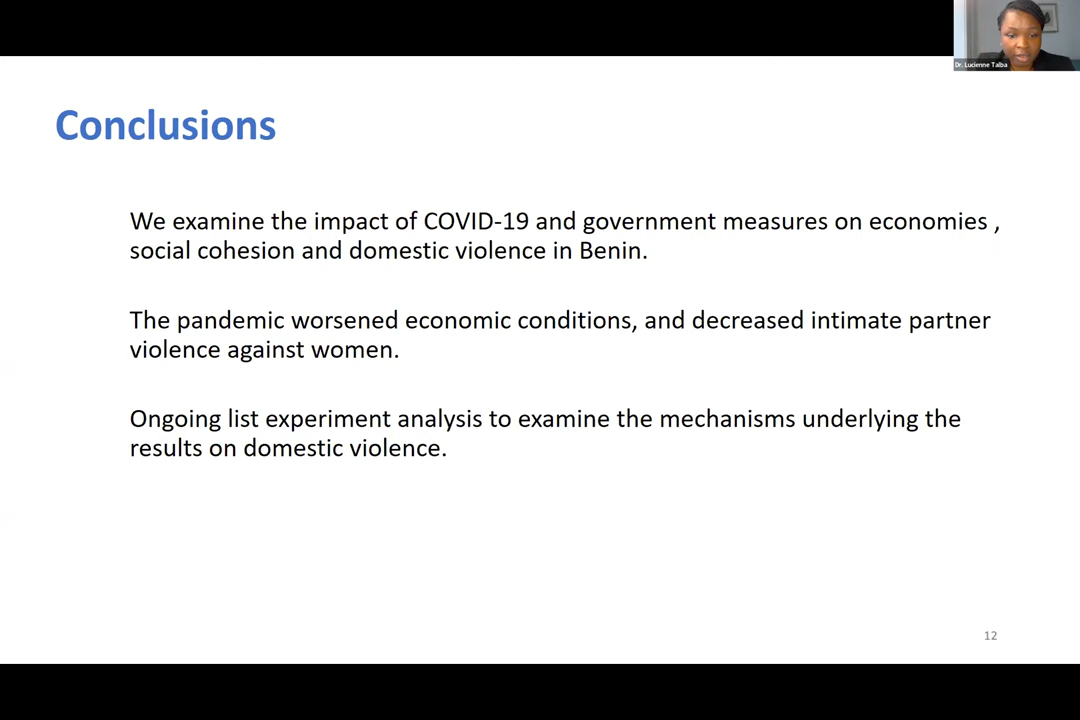 Dr. Lucienne Talba
Conclusions
We examine the impact of COVID-19 and government measures on economies ,
social cohesion and domestic violence in Benin.
The pandemic worsened economic conditions, and decreased intimate partner
violence against women.
Ongoing list experiment analysis to examine the mechanisms underlying the
results on domestic violence.
12